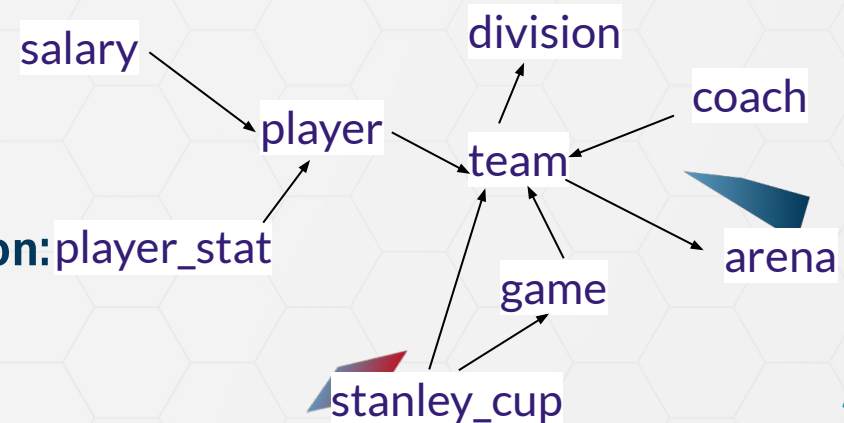 division
salary
coach
player
team
on: player_stat
arena
game
stanley_cup